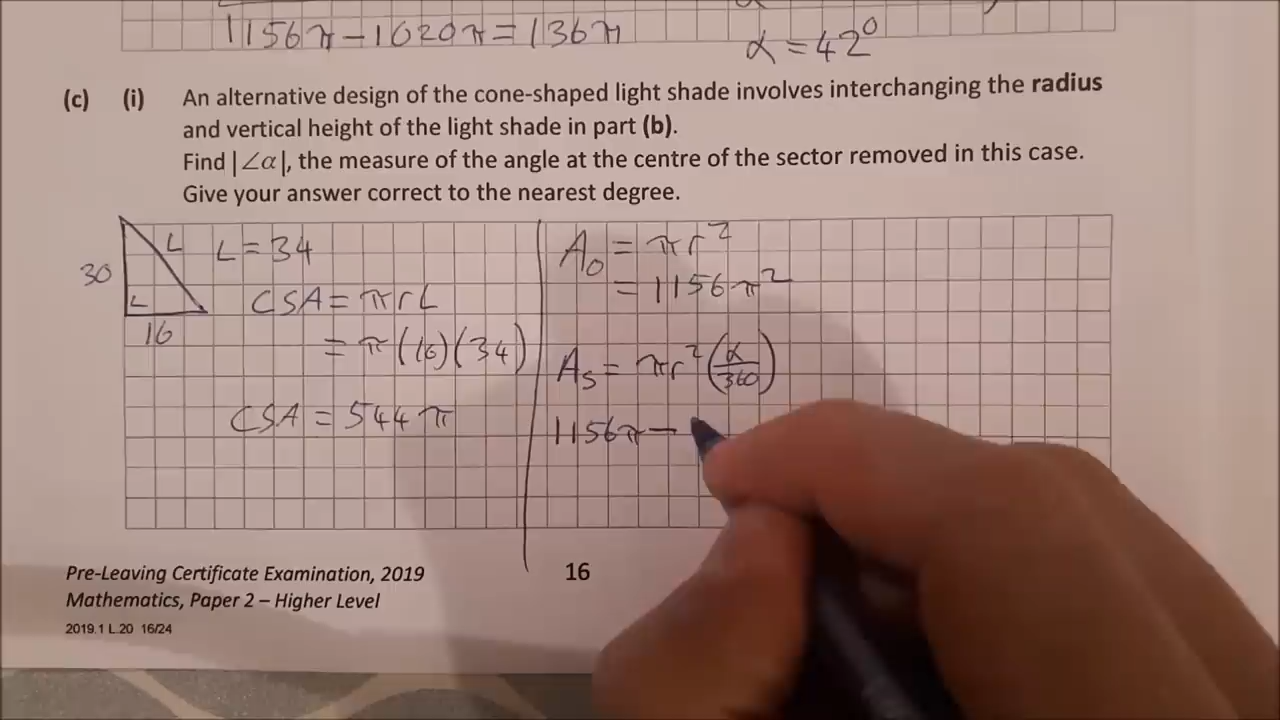 1156π-1020π=136π
α=42°
(c) (i) An alternative design of the cone-shaped light shade involves interchanging the radius
and vertical height of the light shade in part (b).
Find |∠α|, the measure of the angle at the centre of the sector removed in this case.
Give your answer correct to the nearest degree.
30
L
16
L=34
CSA=πrL
=π(16)(34)
CSA=544π
A○=πr²
=1156π²
As=πr²(α/360)
1156π-
Pre-Leaving Certificate Examination, 2019
Mathematics, Paper 2 – Higher Level
2019.1 L.20 16/24
16